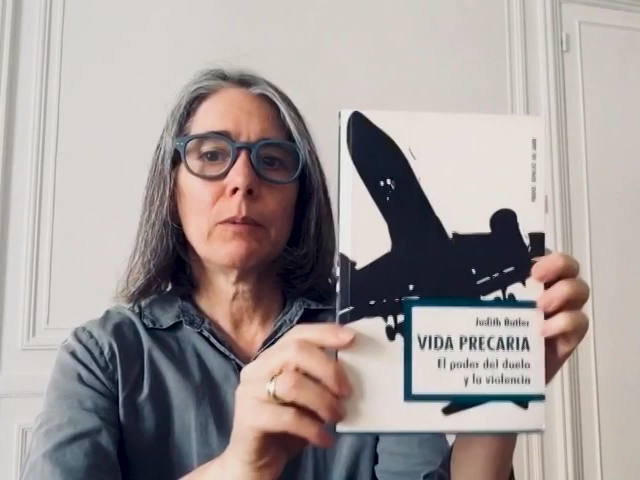 Judith Butler
VIDA PRECARIA
El poder del duelo
y la violencia